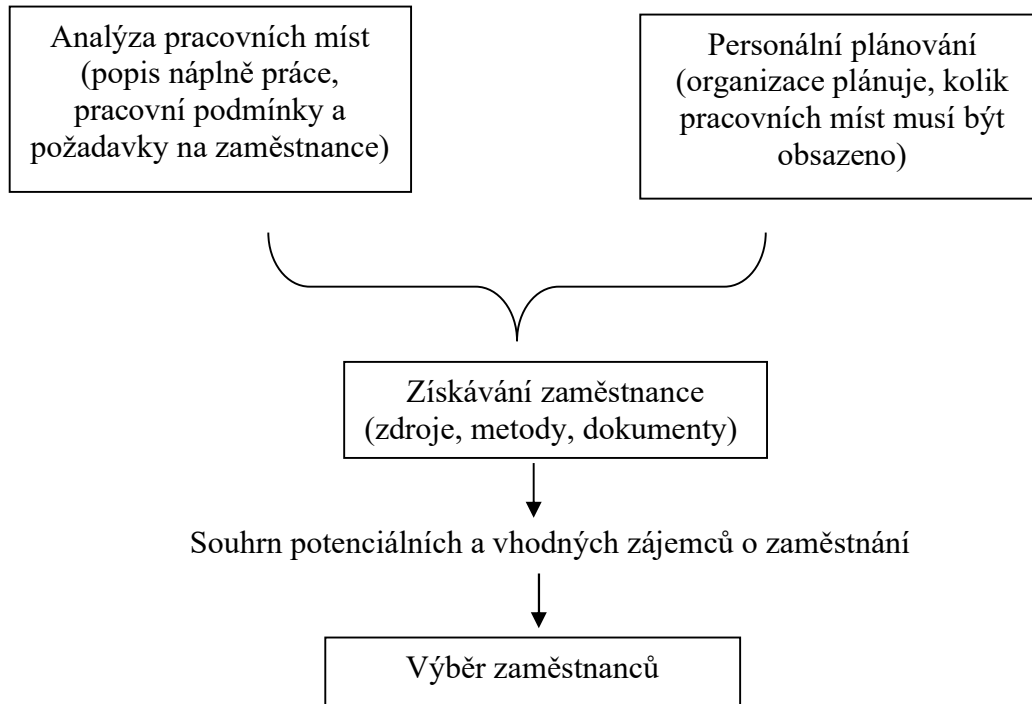 Analýza pracovních míst
(popis náplně práce,
pracovní podmínky a
požadavky na zaměstnance)
Personální plánování
(organizace plánuje, kolik
pracovních míst musí být
obsazeno)
Získávání zaměstnance
(zdroje, metody, dokumenty)
Souhrn potenciálních a vhodných zájemců o zaměstnání
Výběr zaměstnanců